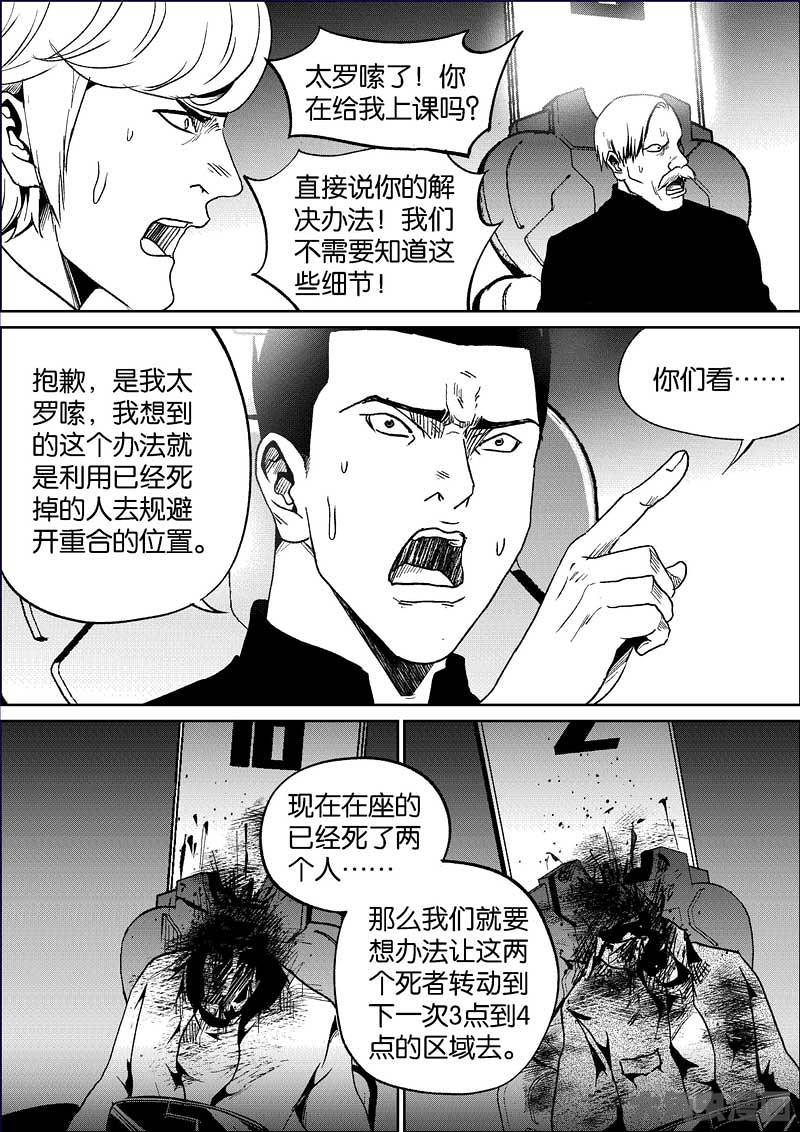 太罗嗦了！你
在给我上课吗？
直接说你的解
决办法！我们
不需要知道这
些细节！
抱歉，是我太
罗嗦，我想到
的这个办法就
是利用已经死
掉的人去规避
开重合的位置。
你们看……
10
2
现在在座的
已经死了两
个人……
那么我们就要
想办法让这两
个死者转动到
下一次3点到4
点的区域去。